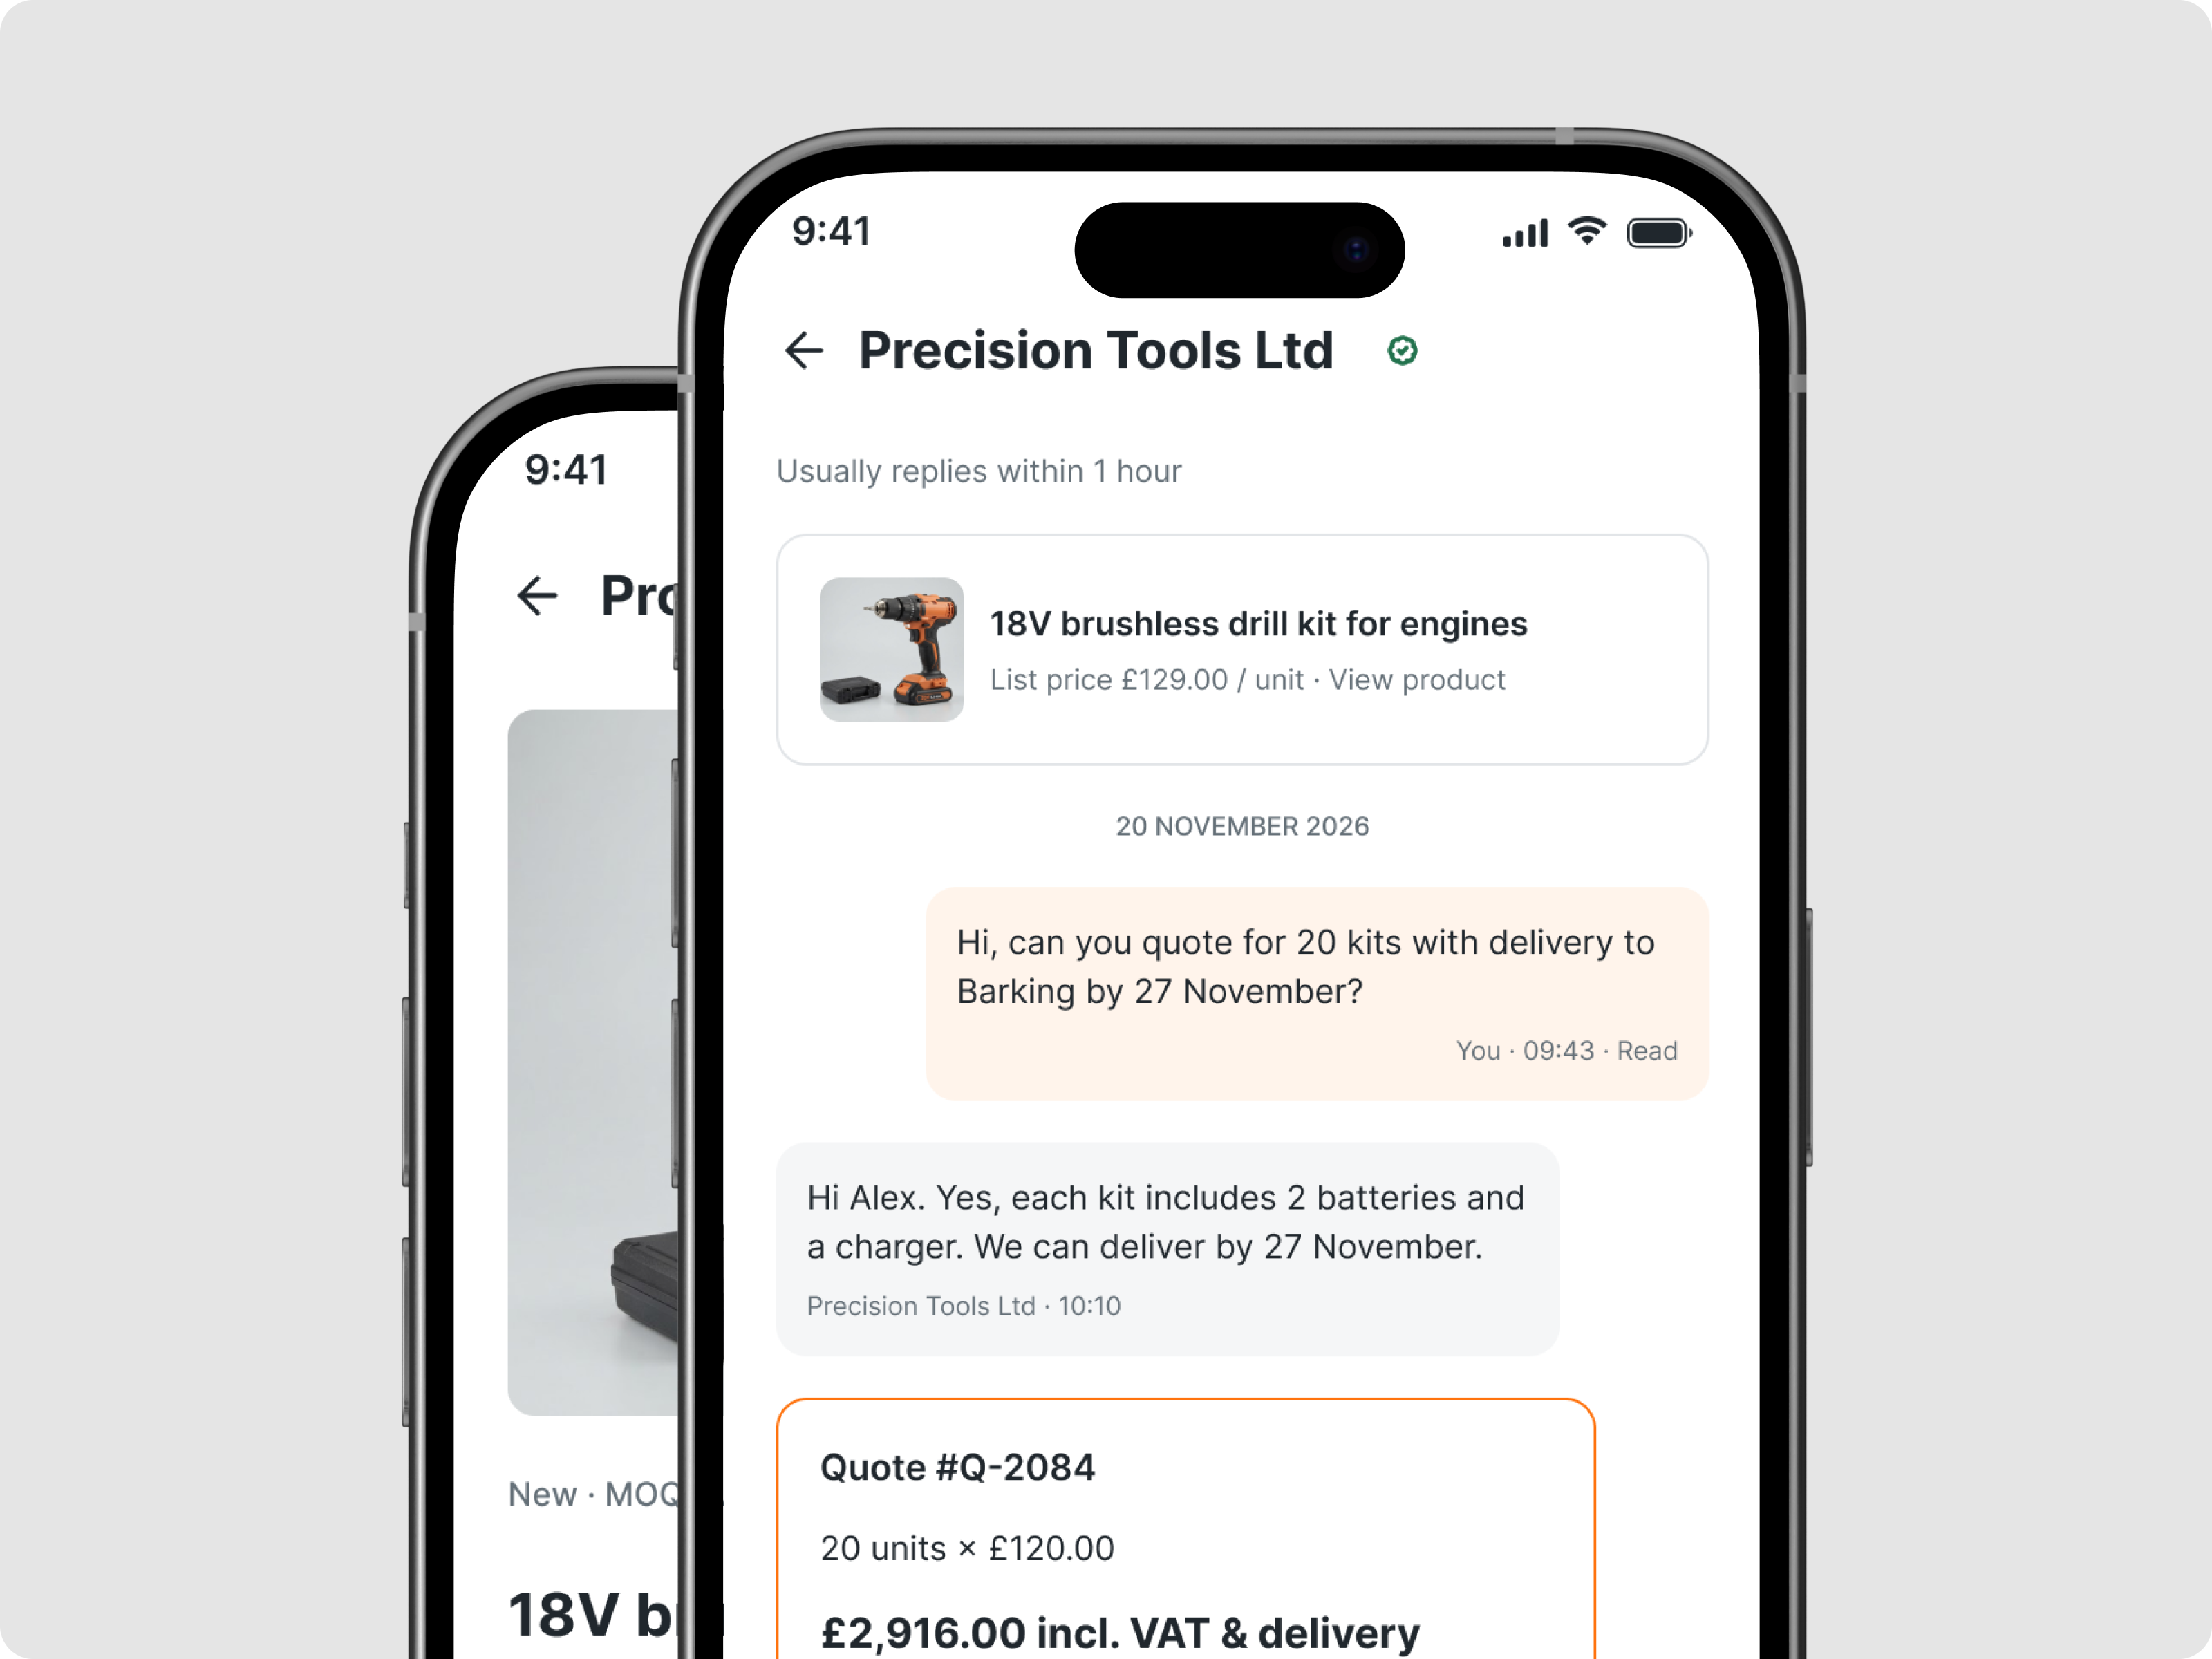 9:41
Precision Tools Ltd
Usually replies within 1 hour
18V brushless drill kit for engines
List price £129.00 / unit · View product
20 NOVEMBER 2026
Hi, can you quote for 20 kits with delivery to
Barking by 27 November?
You · 09:43 · Read
Hi Alex. Yes, each kit includes 2 batteries and
a charger. We can deliver by 27 November.
Precision Tools Ltd · 10:10
Quote #Q-2084
20 units × £120.00
£2,916.00 incl. VAT & delivery
9:41
New · MOQ
18V